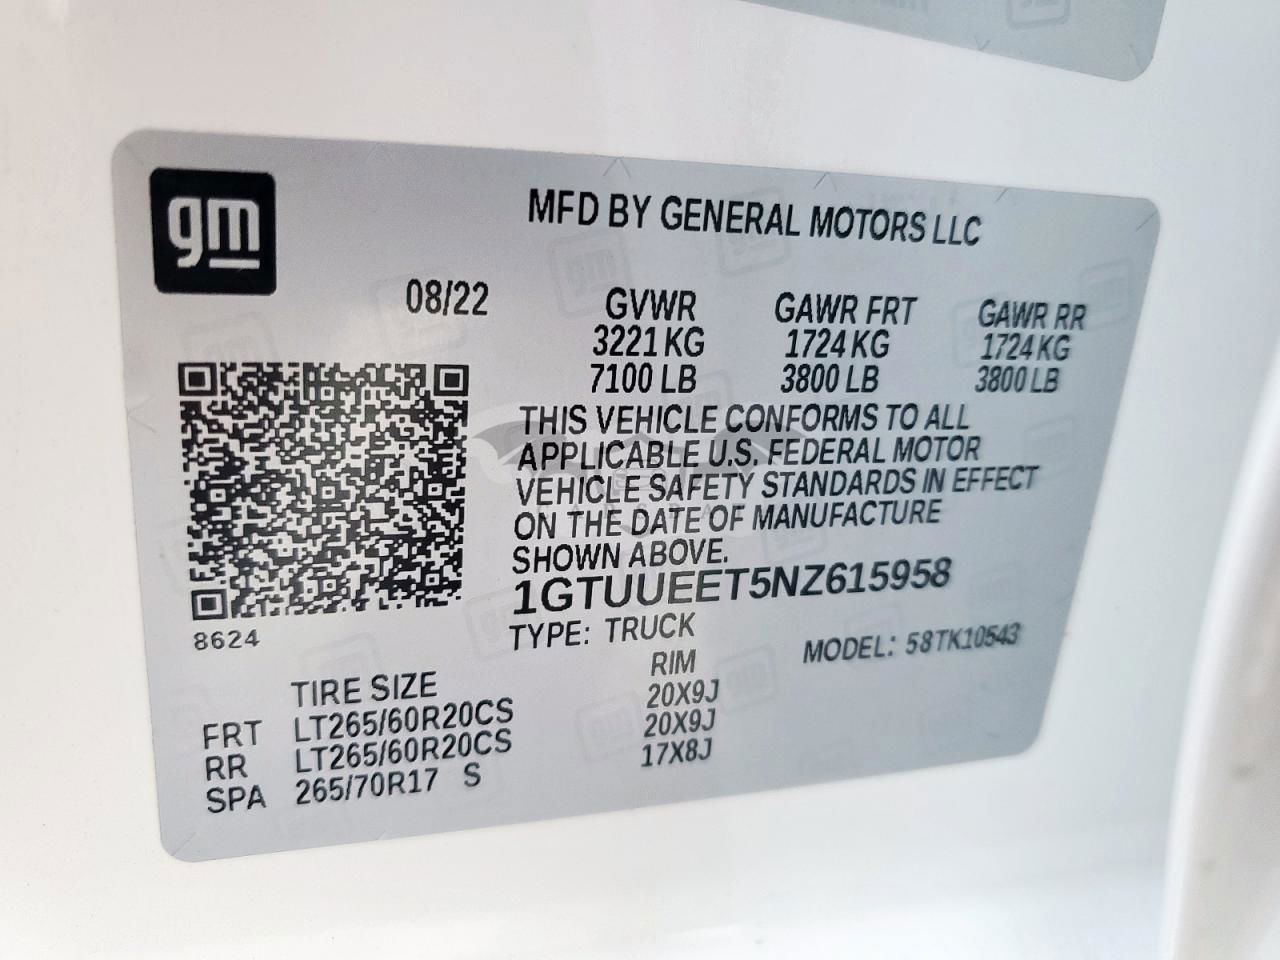 gm
MFD BY GENERAL MOTORS LLC
08/22
GVWR GAWR FRT GAWR RR
3221 KG 1724 KG 1724 KG
7100 LB 3800 LB 3800 LB
THIS VEHICLE CONFORMS TO ALL
APPLICABLE U.S. FEDERAL MOTOR
VEHICLE SAFETY STANDARDS IN EFFECT
ON THE DATE OF MANUFACTURE
SHOWN ABOVE.
1GTUUEET5NZ615958
8624
TYPE: TRUCK MODEL: 58TK10543
TIRE SIZE RIM
FRT LT265/60R20CS 20X9J
RR LT265/60R20CS 20X9J
SPA 265/70R17 S 17X8J